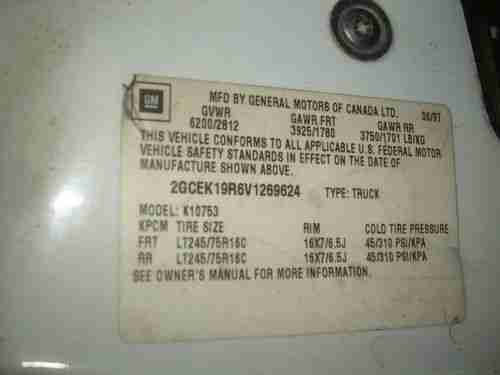 GM
MFD BY GENERAL MOTORS OF CANADA LTD. 06/97
GVWR GAWR FRT GAWR RR
6200/2812 3925/1780 3750/1701 LB/KG
THIS VEHICLE CONFORMS TO ALL APPLICABLE U.S. FEDERAL MOTOR
VEHICLE SAFETY STANDARDS IN EFFECT ON THE DATE OF
MANUFACTURE SHOWN ABOVE.
2GCEK19R6V1269624 TYPE: TRUCK
MODEL: K10753
KPCM TIRE SIZE RIM COLD TIRE PRESSURE
FRT LT245/75R16C 16X7/6.5J 45/310 PSI/KPA
RR LT245/75R16C 16X7/6.5J 45/310 PSI/KPA
SEE OWNER'S MANUAL FOR MORE INFORMATION.